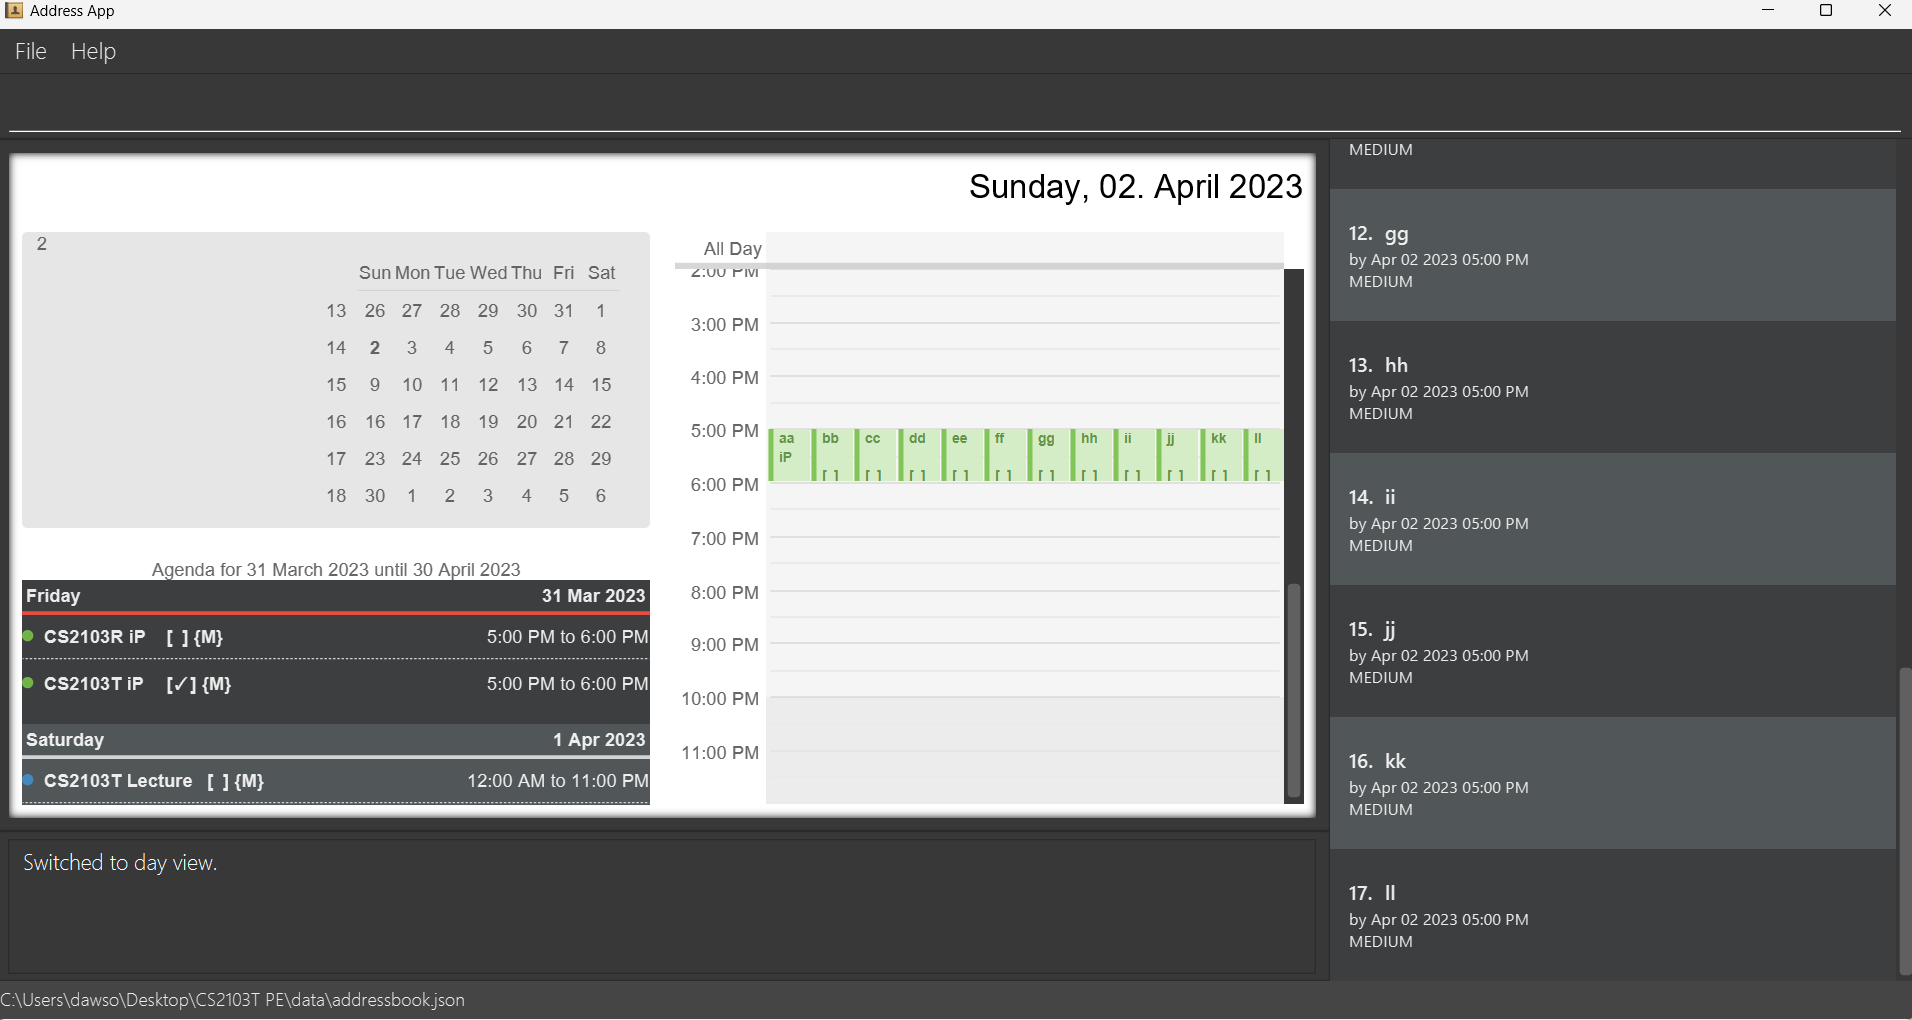 Address App
File Help
Sunday, 02. April 2023
2
Sun Mon Tue Wed Thu Fri Sat
13 26 27 28 29 30 31 1
14 2 3 4 5 6 7 8
15 9 10 11 12 13 14 15
16 16 17 18 19 20 21 22
17 23 24 25 26 27 28 29
18 30 1 2 3 4 5 6
Agenda for 31 March 2023 until 30 April 2023
Friday 31 Mar 2023
CS2103R iP [ ] {M} 5:00 PM to 6:00 PM
CS2103T iP [✓] {M} 5:00 PM to 6:00 PM
Saturday 1 Apr 2023
CS2103T Lecture [ ] {M} 12:00 AM to 11:00 PM
All Day
2:00 PM
3:00 PM
4:00 PM
5:00 PM
aa bb cc dd ee ff gg hh ii jj kk ll
iP
[ ] [ ] [ ] [ ] [ ] [ ] [ ] [ ] [ ] [ ] [ ]
6:00 PM
7:00 PM
8:00 PM
9:00 PM
10:00 PM
11:00 PM
MEDIUM
12. gg
by Apr 02 2023 05:00 PM
MEDIUM
13. hh
by Apr 02 2023 05:00 PM
MEDIUM
14. ii
by Apr 02 2023 05:00 PM
MEDIUM
15. jj
by Apr 02 2023 05:00 PM
MEDIUM
16. kk
by Apr 02 2023 05:00 PM
MEDIUM
17. ll
by Apr 02 2023 05:00 PM
MEDIUM
Switched to day view.
C:\Users\dawso\Desktop\CS2103T PE\data\addressbook.json